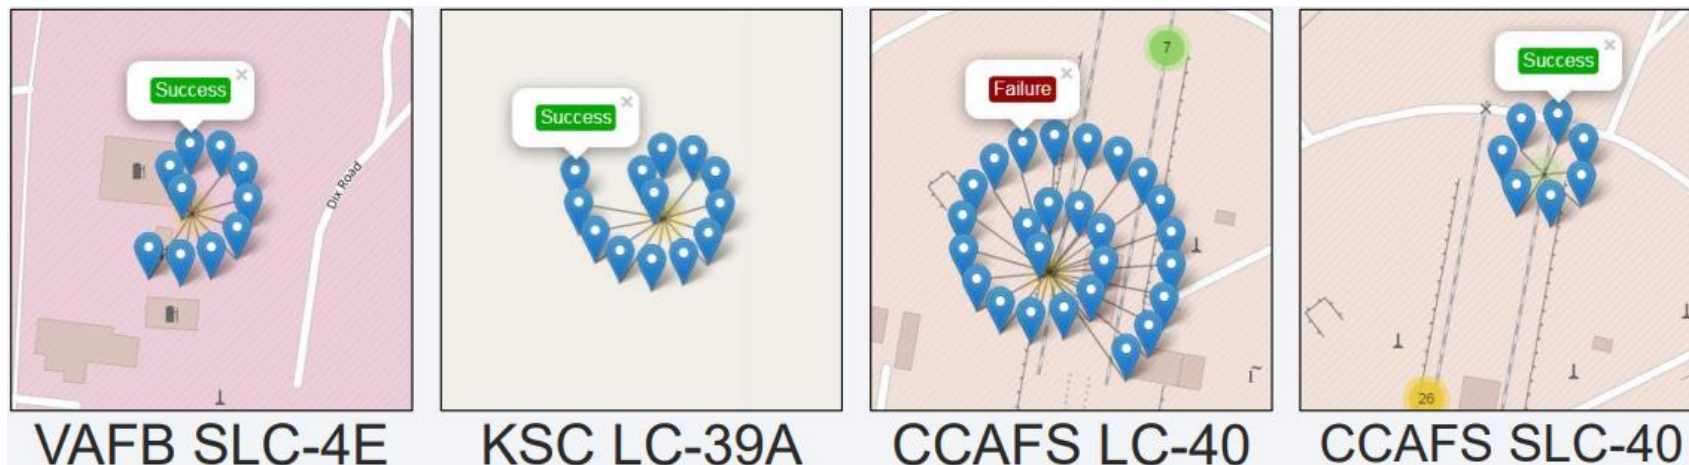 Success
×
Dix Road
Success
×
Failure
×
7
Success
×
26
VAFB SLC-4E
KSC LC-39A
CCAFS LC-40
CCAFS SLC-40